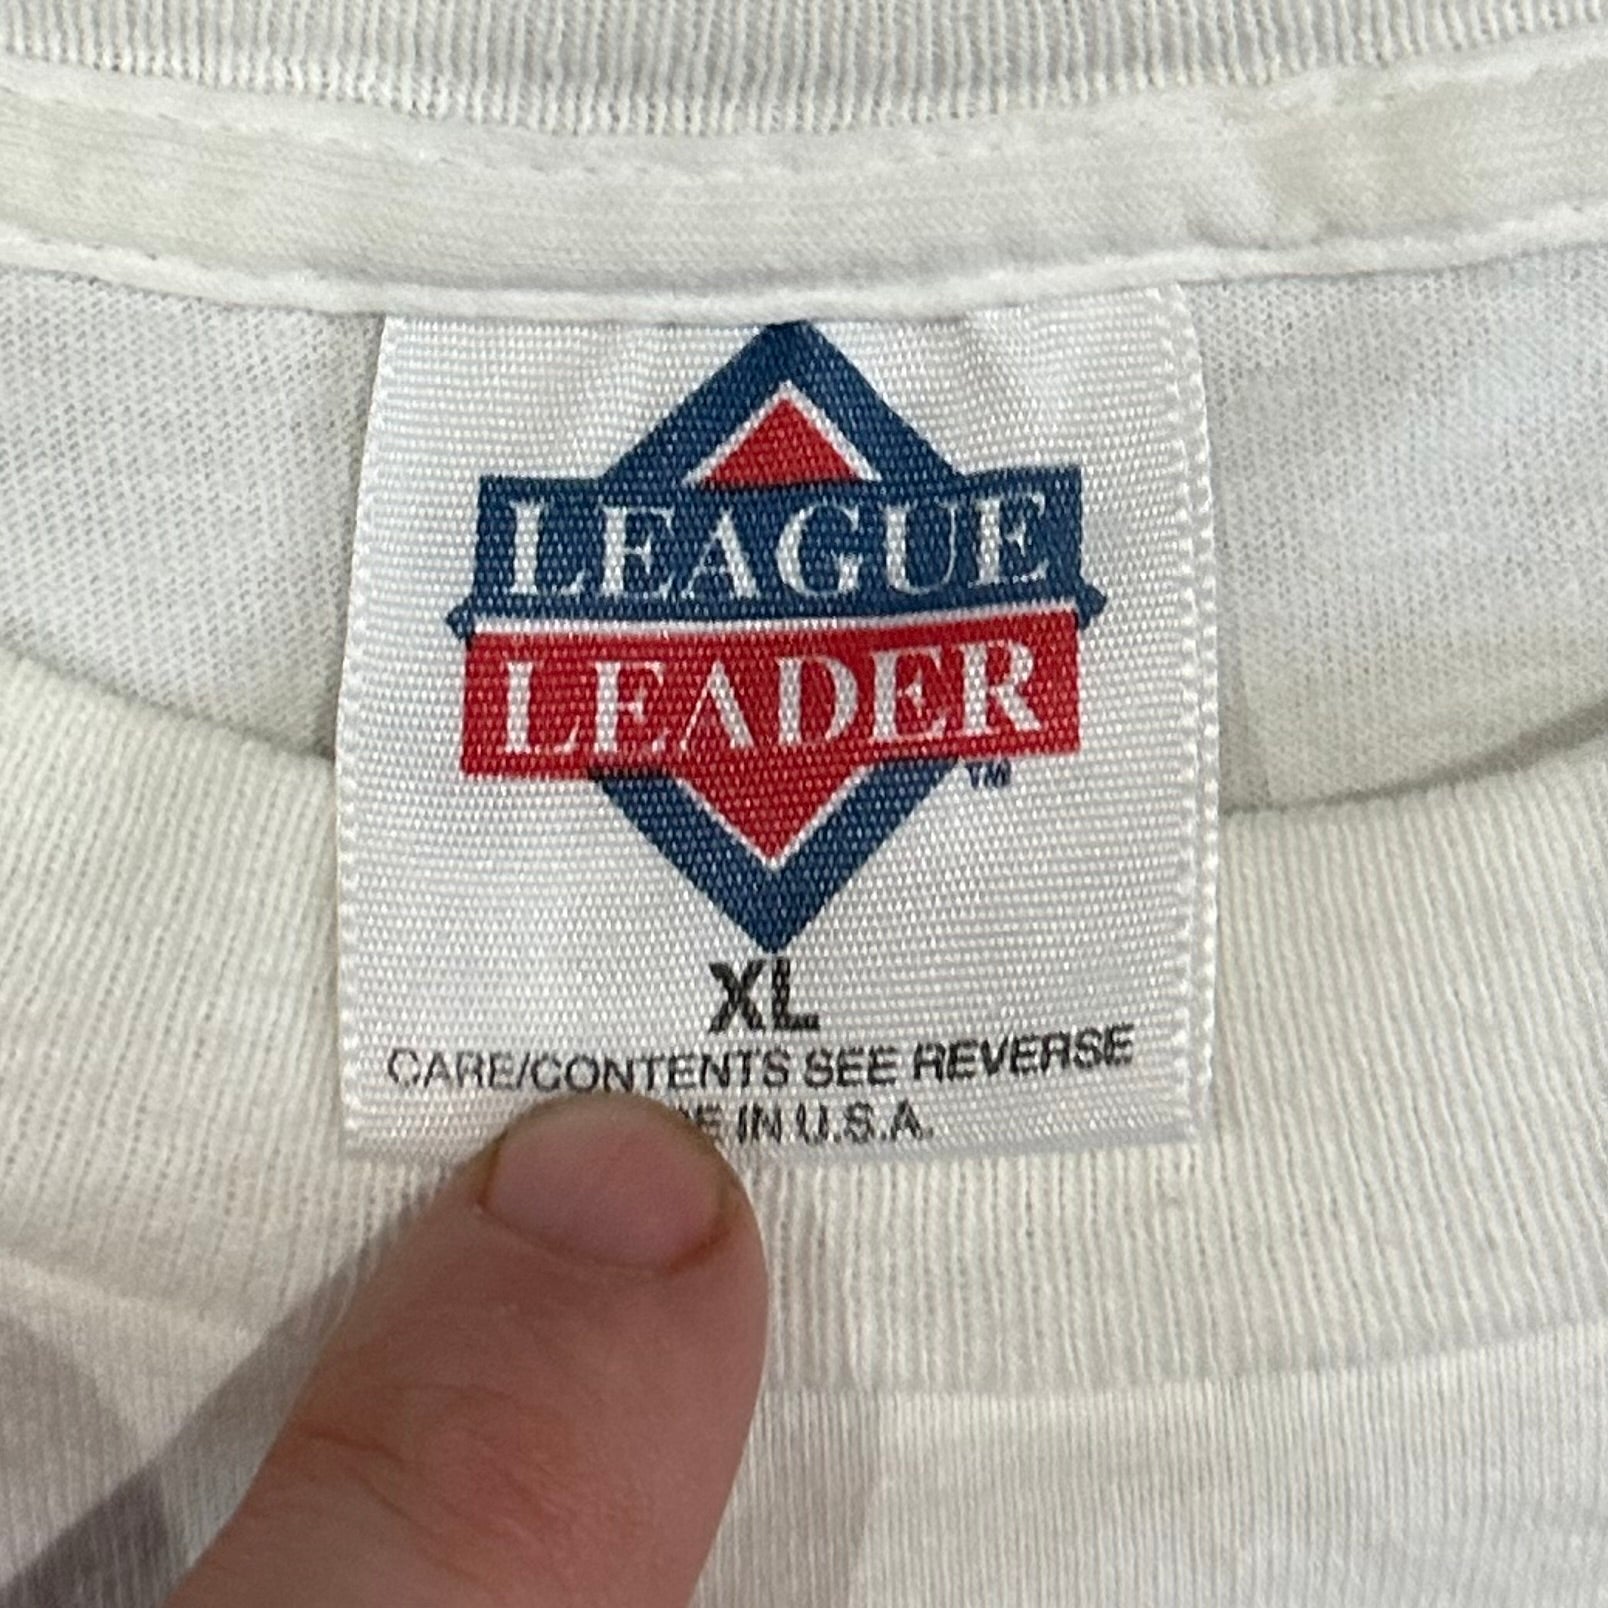 LEAGUE
LEADER
TM
XL
CARE/CONTENTS SEE REVERSE
IN U.S.A.